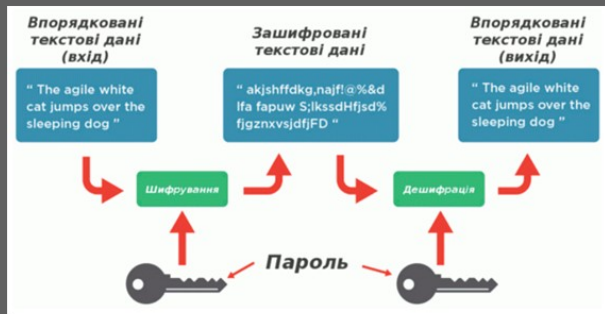 Впорядковані
текстові дані
(вхід)
Зашифровані
текстові дані
Впорядковані
текстові дані
(вихід)
“ The agile white
cat jumps over the
sleeping dog ”
“ akjshffdkg,najf!@%&d
lfa fapuw S;lkssdHfjsd%
fjgznxvsjdfjFD “
“ The agile white
cat jumps over the
sleeping dog ”
Шифрування
Дешифрація
Пароль